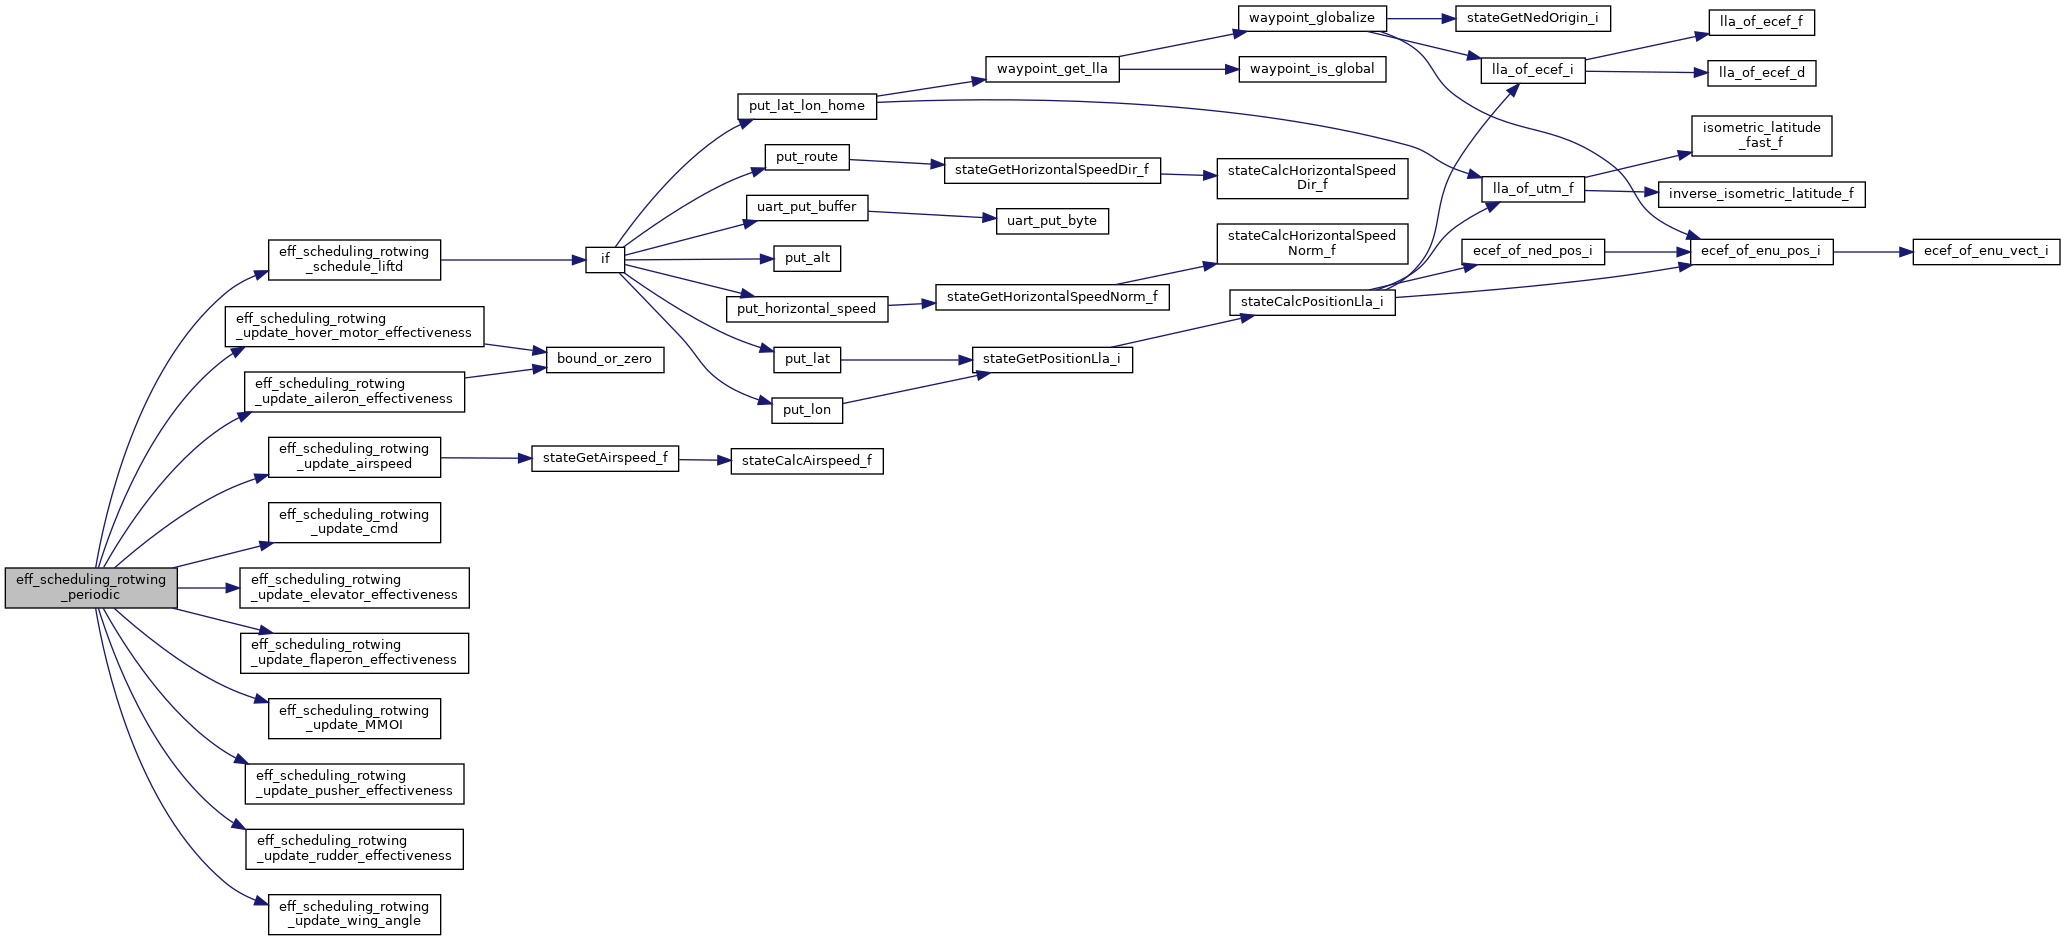 eff_scheduling_rotwing
_periodic
eff_scheduling_rotwing
_schedule_liftd
eff_scheduling_rotwing
_update_hover_motor_effectiveness
eff_scheduling_rotwing
_update_aileron_effectiveness
eff_scheduling_rotwing
_update_airspeed
eff_scheduling_rotwing
_update_cmd
eff_scheduling_rotwing
_update_elevator_effectiveness
eff_scheduling_rotwing
_update_flaperon_effectiveness
eff_scheduling_rotwing
_update_MMOI
eff_scheduling_rotwing
_update_pusher_effectiveness
eff_scheduling_rotwing
_update_rudder_effectiveness
eff_scheduling_rotwing
_update_wing_angle
if
bound_or_zero
stateGetAirspeed_f
stateCalcAirspeed_f
put_lat_lon_home
put_route
uart_put_buffer
put_alt
put_horizontal_speed
put_lat
put_lon
waypoint_get_lla
stateGetHorizontalSpeedDir_f
uart_put_byte
stateGetHorizontalSpeedNorm_f
stateGetPositionLla_i
waypoint_globalize
waypoint_is_global
stateCalcHorizontalSpeed
Dir_f
stateCalcHorizontalSpeed
Norm_f
stateCalcPositionLla_i
stateGetNedOrigin_i
lla_of_ecef_i
lla_of_utm_f
ecef_of_ned_pos_i
lla_of_ecef_f
lla_of_ecef_d
isometric_latitude
_fast_f
inverse_isometric_latitude_f
ecef_of_enu_pos_i
ecef_of_enu_vect_i